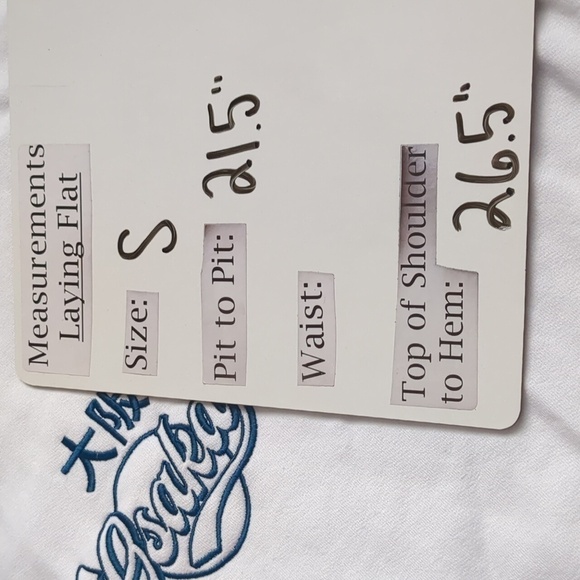 Measurements
Laying Flat
Size: S
Pit to Pit: 21.5"
Waist:
Top of Shoulder
to Hem: 26.5"
大阪
Osaka